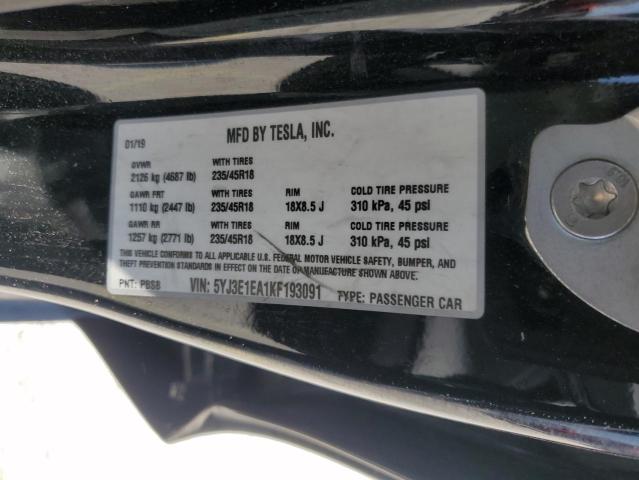 MFD BY TESLA, INC.
01/19
GVWR WITH TIRES
2126 kg (4687 lb) 235/45R18
GAWR FRT WITH TIRES RIM COLD TIRE PRESSURE
1110 kg (2447 lb) 235/45R18 18X8.5 J 310 kPa, 45 psi
GAWR RR WITH TIRES RIM COLD TIRE PRESSURE
1257 kg (2771 lb) 235/45R18 18X8.5 J 310 kPa, 45 psi
THIS VEHICLE CONFORMS TO ALL APPLICABLE U.S. FEDERAL MOTOR VEHICLE SAFETY, BUMPER, AND
THEFT PREVENTION STANDARDS IN EFFECT ON THE DATE OF MANUFACTURE SHOWN ABOVE.
PNT: PBSB VIN: 5YJ3E1EA1KF193091 TYPE: PASSENGER CAR